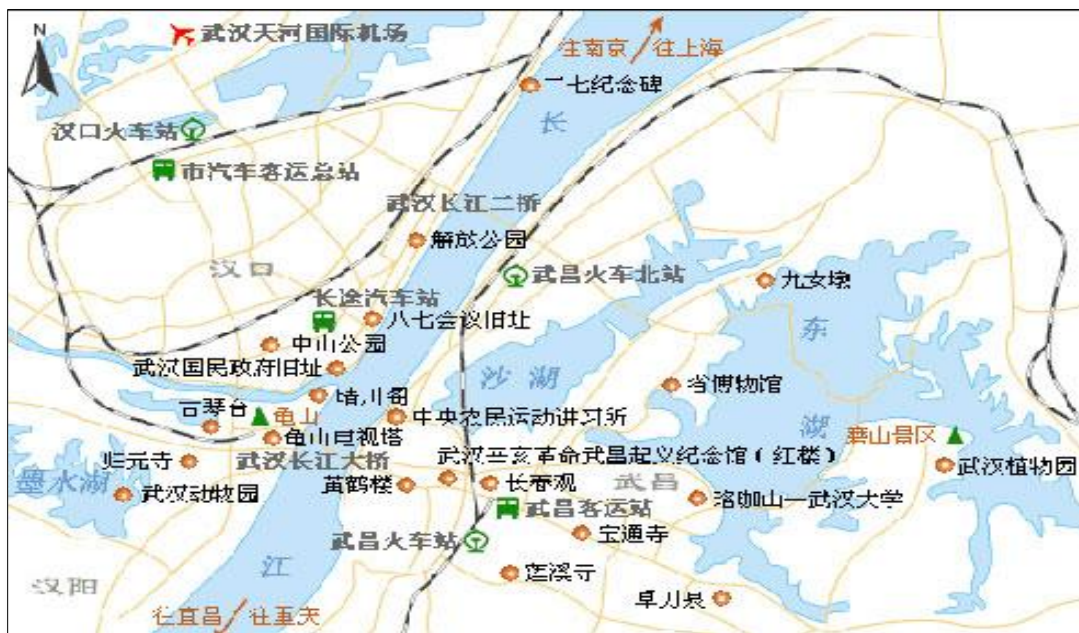 N
武汉天河国际机场
往南京
往上海
二七纪念碑
长
汉口火车站
市汽车客运总站
武汉长江二桥
解放公园
汉口
武昌火车北站
九女墩
长途汽车站
八七会议旧址
中山公园
东
武汉国民政府旧址
沙湖
省博物馆
晴川阁
古琴台
龟山
中央农民运动讲习所
湖
磨山景区
龟山电视塔
归元寺
武汉长江大桥
武汉辛亥革命武昌起义纪念馆(红楼)
武汉植物园
墨水湖
武汉动物园
黄鹤楼
长春观
武昌
珞珈山一武汉大学
武昌客运站
宝通寺
武昌火车站
江
莲溪寺
汉阳
卓刀泉
往宜昌
往重庆